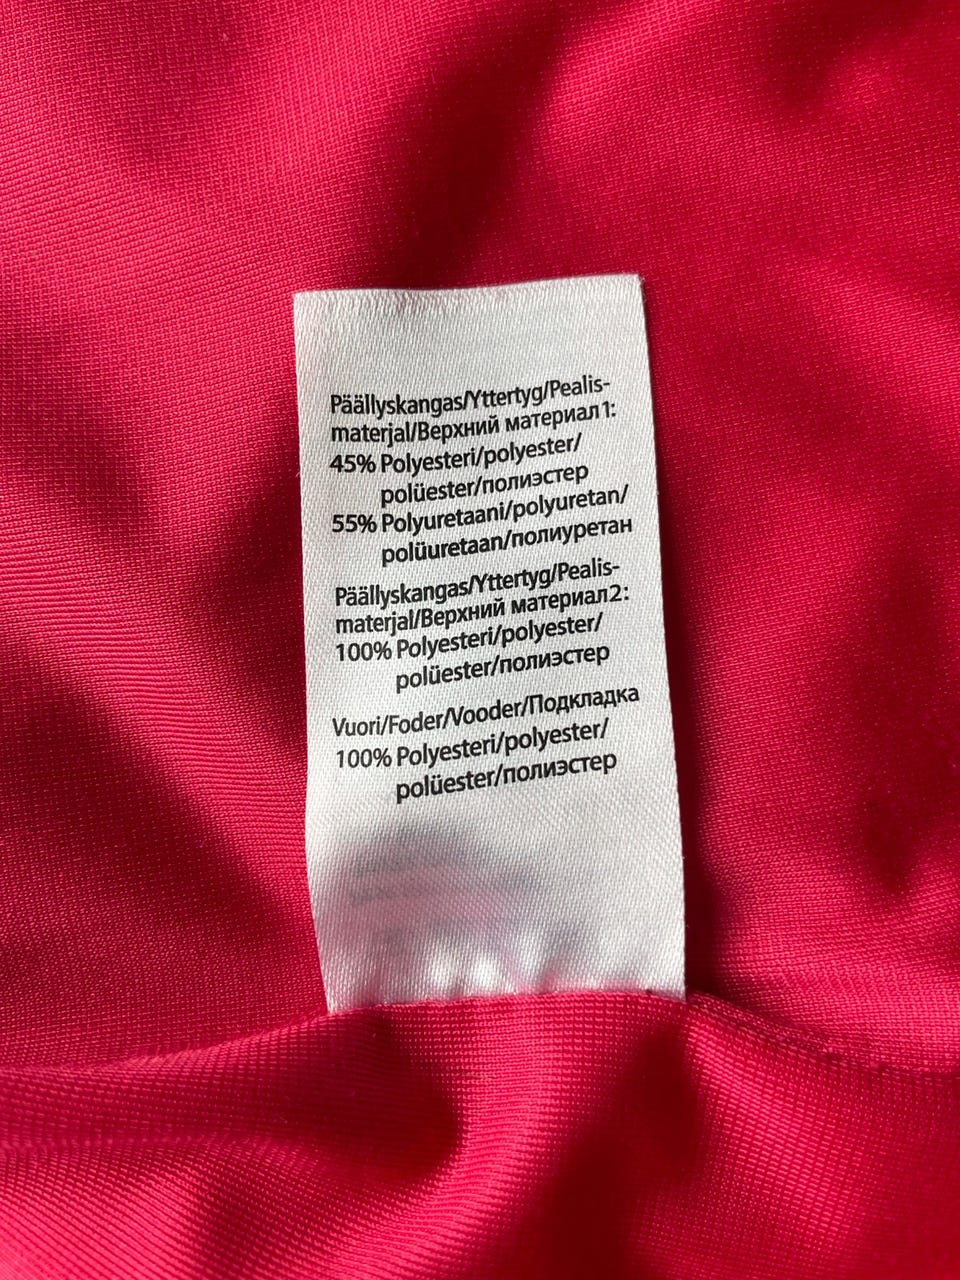 Päällyskangas/Yttertyg/Pealis-
materjal/Верхний материал1:
45% Polyesteri/polyester/
polüester/полиэстер
55% Polyuretaani/polyuretan/
polüuretaan/полиуретан
Päällyskangas/Yttertyg/Pealis-
materjal/Верхний материал2:
100% Polyesteri/polyester/
polüester/полиэстер
Vuori/Foder/Vooder/Подкладка
100% Polyesteri/polyester/
polüester/полиэстер